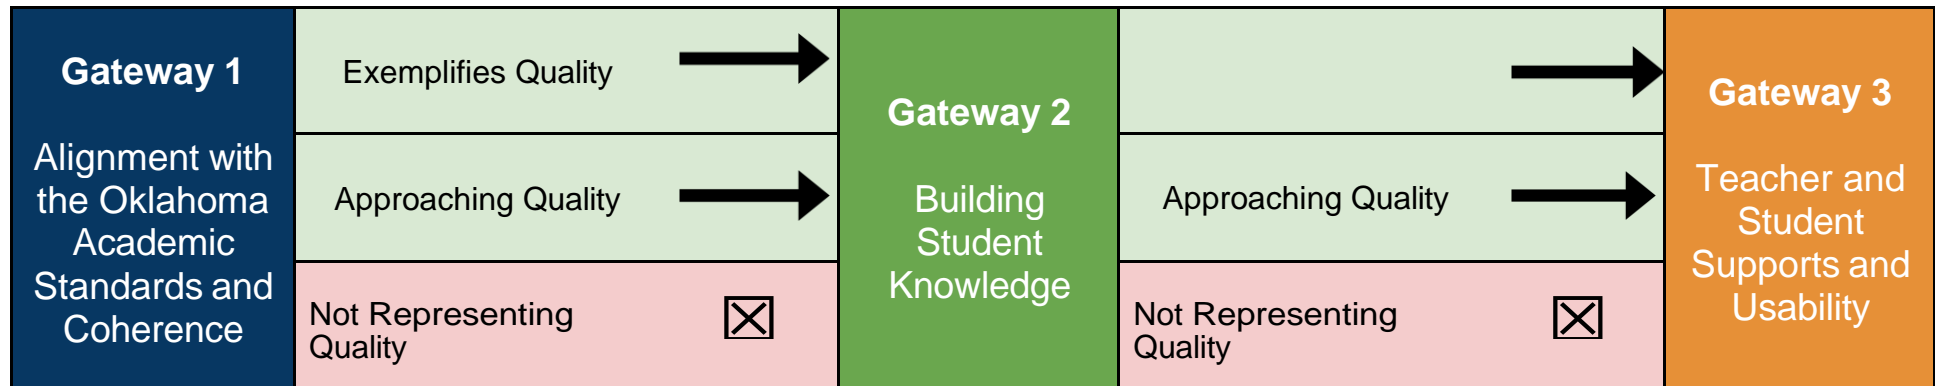 Gateway 1
Alignment with
the Oklahoma
Academic
Standards and
Coherence
Exemplifies Quality
Approaching Quality
Not Representing
Quality
Gateway 2
Building
Student
Knowledge
Approaching Quality
Not Representing
Quality
Gateway 3
Teacher and
Student
Supports and
Usability